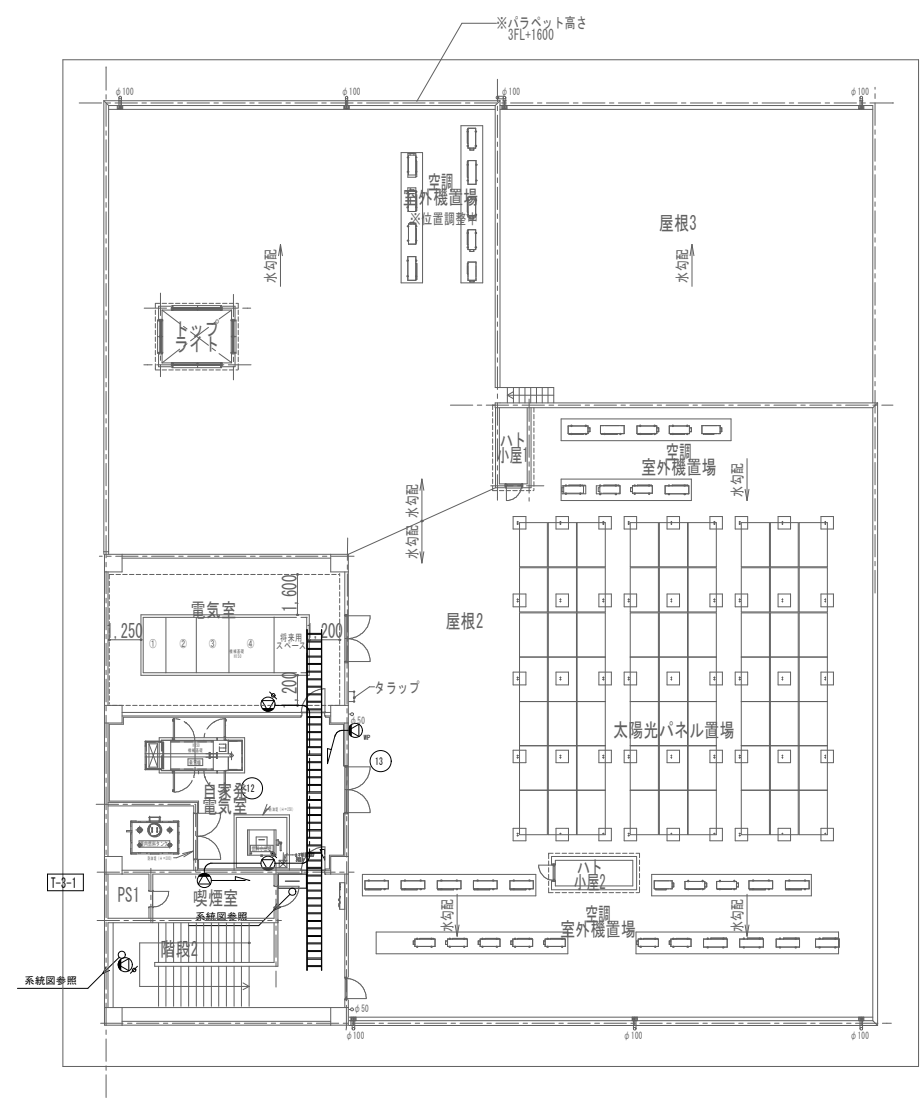 ※パラペット高さ
3FL+1600
φ100
φ100
φ100
φ100
空調
室外機置場
※位置調整中
屋根3
水勾配
水勾配
トップ
ライト
ハト
小屋1
空調
室外機置場
水勾配
水勾配
水勾配
電気室
1,600
1,250
1,200
①
②
③
④
将来用
スペース
200
屋根2
タラップ
φ50
WP
13
太陽光パネル置場
自家発
電気室
12
T-3-1
PS1
喫煙室
系統図参照
ハト
小屋2
水勾配
水勾配
空調
室外機置場
階段2
系統図参照
φ50
φ100
φ100
φ100